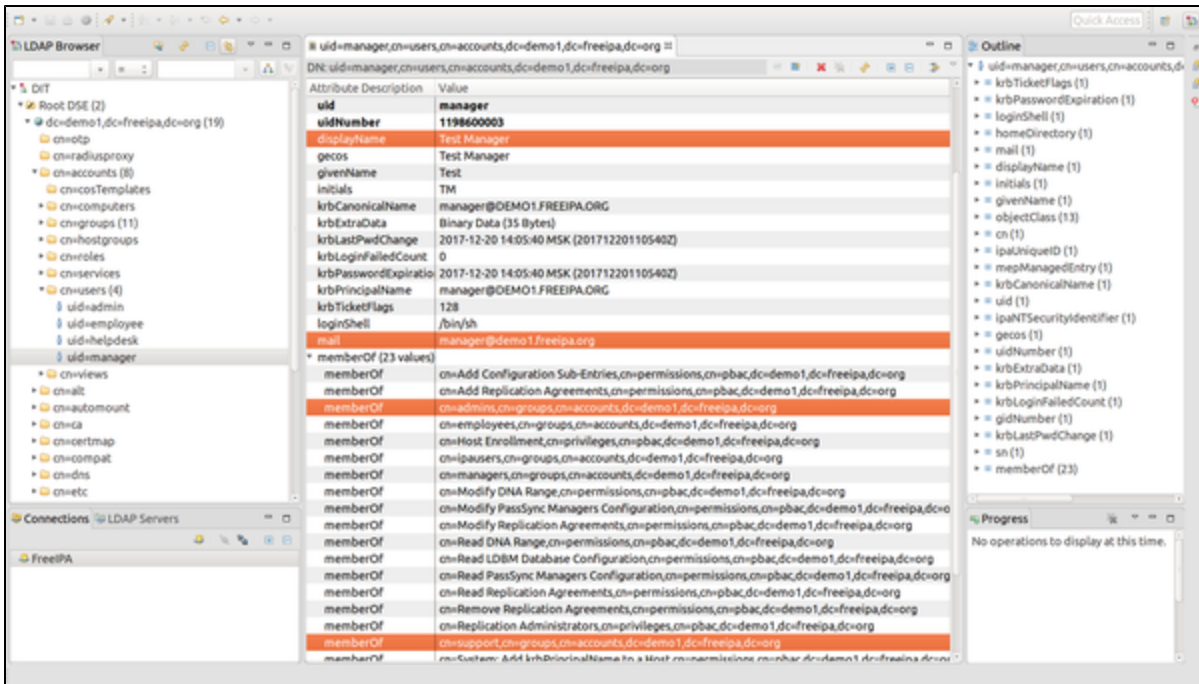 Quick Access
LDAP Browser
DIT
Root DSE (2)
dc=demo1,dc=freeipa,dc=org (19)
cn=otp
cn=radiusproxy
cn=accounts (8)
cn=cosTemplates
cn=computers
cn=groups (11)
cn=hostgroups
cn=roles
cn=services
cn=users (4)
uid=admin
uid=employee
uid=helpdesk
uid=manager
cn=views
cn=alt
cn=automount
cn=ca
cn=certmap
cn=compat
cn=dns
cn=etc
Connections LDAP Servers
FreeIPA
uid=manager,cn=users,cn=accounts,dc=demo1,dc=freeipa,dc=org
DN: uid=manager,cn=users,cn=accounts,dc=demo1,dc=freeipa,dc=org
Attribute Description Value
uid manager
uidNumber 1198600003
displayName Test Manager
gecos Test Manager
givenName Test
initials TM
krbCanonicalName manager@DEMO1.FREEIPA.ORG
krbExtraData Binary Data (35 Bytes)
krbLastPwdChange 2017-12-20 14:05:40 MSK (20171220110540Z)
krbLoginFailedCount 0
krbPasswordExpiratio 2017-12-20 14:05:40 MSK (20171220110540Z)
krbPrincipalName manager@DEMO1.FREEIPA.ORG
krbTicketFlags 128
loginShell /bin/sh
mail manager@demo1.freeipa.org
memberOf (23 values)
memberOf cn=Add Configuration Sub-Entries,cn=permissions,cn=pbac,dc=demo1,dc=freeipa,dc=org
memberOf cn=Add Replication Agreements,cn=permissions,cn=pbac,dc=demo1,dc=freeipa,dc=org
memberOf cn=admins,cn=groups,cn=accounts,dc=demo1,dc=freeipa,dc=org
memberOf cn=employees,cn=groups,cn=accounts,dc=demo1,dc=freeipa,dc=org
memberOf cn=Host Enrollment,cn=privileges,cn=pbac,dc=demo1,dc=freeipa,dc=org
memberOf cn=ipausers,cn=groups,cn=accounts,dc=demo1,dc=freeipa,dc=org
memberOf cn=managers,cn=groups,cn=accounts,dc=demo1,dc=freeipa,dc=org
memberOf cn=Modify DNA Range,cn=permissions,cn=pbac,dc=demo1,dc=freeipa,dc=org
memberOf cn=Modify PassSync Managers Configuration,cn=permissions,cn=pbac,dc=demo1,dc=freeipa,dc=o
memberOf cn=Modify Replication Agreements,cn=permissions,cn=pbac,dc=demo1,dc=freeipa,dc=org
memberOf cn=Read DNA Range,cn=permissions,cn=pbac,dc=demo1,dc=freeipa,dc=org
memberOf cn=Read LDBM Database Configuration,cn=permissions,cn=pbac,dc=demo1,dc=freeipa,dc=org
memberOf cn=Read PassSync Managers Configuration,cn=permissions,cn=pbac,dc=demo1,dc=freeipa,dc=org
memberOf cn=Read Replication Agreements,cn=permissions,cn=pbac,dc=demo1,dc=freeipa,dc=org
memberOf cn=Remove Replication Agreements,cn=permissions,cn=pbac,dc=demo1,dc=freeipa,dc=org
memberOf cn=Replication Administrators,cn=privileges,cn=pbac,dc=demo1,dc=freeipa,dc=org
memberOf cn=support,cn=groups,cn=accounts,dc=demo1,dc=freeipa,dc=org
memberOf cn=System: Add krbPrincipalName to a Host,cn=permissions,cn=pbac,dc=demo1,dc=freeipa,dc=or
Outline
uid=manager,cn=users,cn=accounts,d
krbTicketFlags (1)
krbPasswordExpiration (1)
loginShell (1)
homeDirectory (1)
mail (1)
displayName (1)
initials (1)
givenName (1)
objectClass (13)
cn (1)
ipaUniqueID (1)
mepManagedEntry (1)
krbCanonicalName (1)
uid (1)
ipaNTSecurityIdentifier (1)
gecos (1)
uidNumber (1)
krbExtraData (1)
krbPrincipalName (1)
krbLoginFailedCount (1)
gidNumber (1)
krbLastPwdChange (1)
sn (1)
memberOf (23)
Progress
No operations to display at this time.